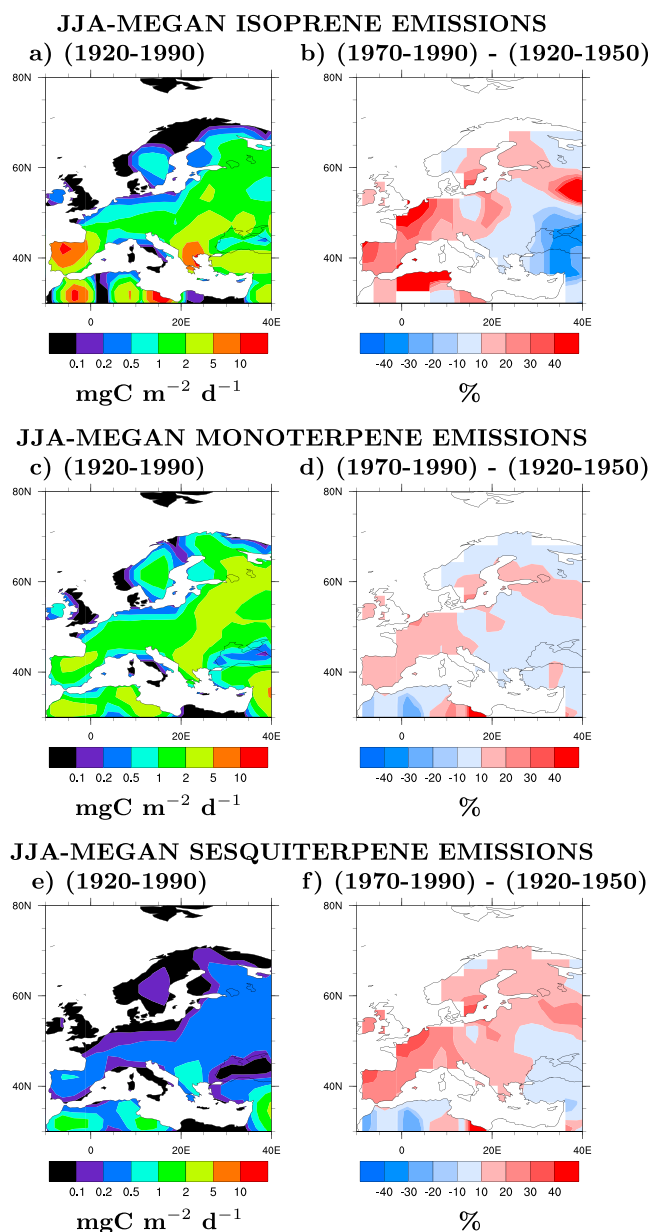 JJA-MEGAN ISOPRENE EMISSIONS
a) (1920-1990)
b) (1970-1990) - (1920-1950)
80N
60N
40N
0 20E 40E
80N
60N
40N
0 20E 40E
0.1 0.2 0.5 1 2 5 10
mgC m−2 d−1
-40 -30 -20 -10 10 20 30 40
%
JJA-MEGAN MONOTERPENE EMISSIONS
c) (1920-1990)
d) (1970-1990) - (1920-1950)
80N
60N
40N
0 20E 40E
80N
60N
40N
0 20E 40E
0.1 0.2 0.5 1 2 5 10
mgC m−2 d−1
-40 -30 -20 -10 10 20 30 40
%
JJA-MEGAN SESQUITERPENE EMISSIONS
e) (1920-1990)
f) (1970-1990) - (1920-1950)
80N
60N
40N
0 20E 40E
80N
60N
40N
0 20E 40E
0.1 0.2 0.5 1 2 5 10
mgC m−2 d−1
-40 -30 -20 -10 10 20 30 40
%